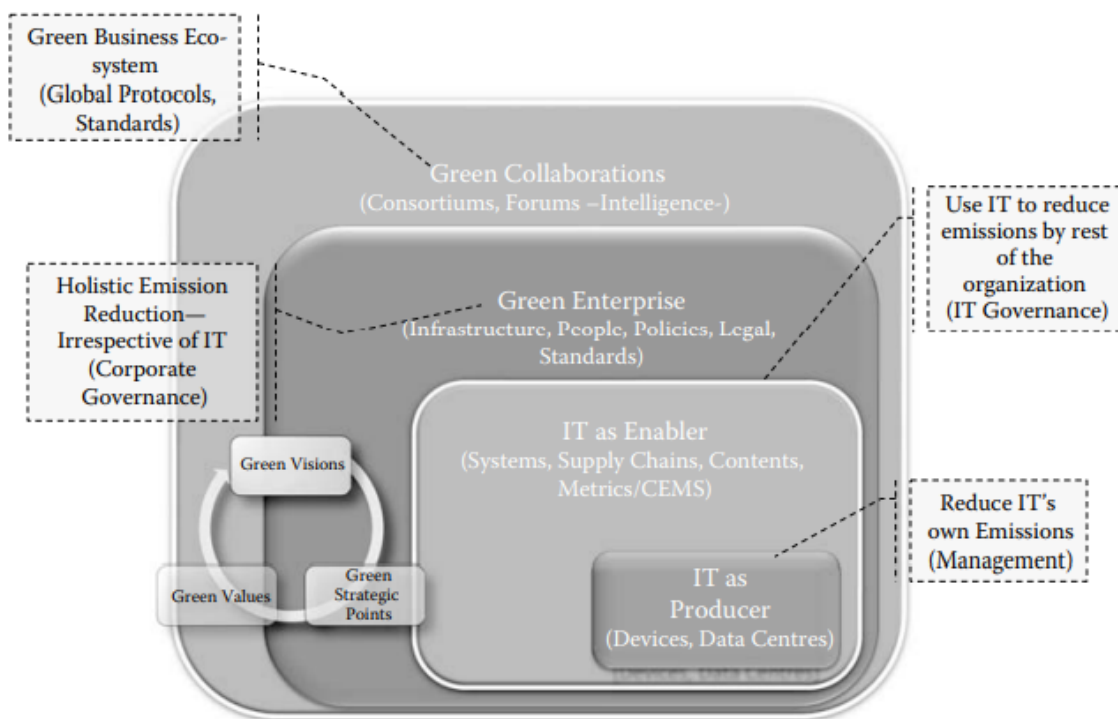 Green Business Eco-
system
(Global Protocols,
Standards)
Green Collaborations
(Consortiums, Forums –Intelligence-)
Use IT to reduce
emissions by rest
of the
organization
(IT Governance)
Holistic Emission
Reduction—
Irrespective of IT
(Corporate
Governance)
Green Enterprise
(Infrastructure, People, Policies, Legal,
Standards)
IT as Enabler
(Systems, Supply Chains, Contents,
Metrics/CEMS)
Green Visions
Green Values
Green
Strategic
Points
Reduce IT's
own Emissions
(Management)
IT as
Producer
(Devices, Data Centres)